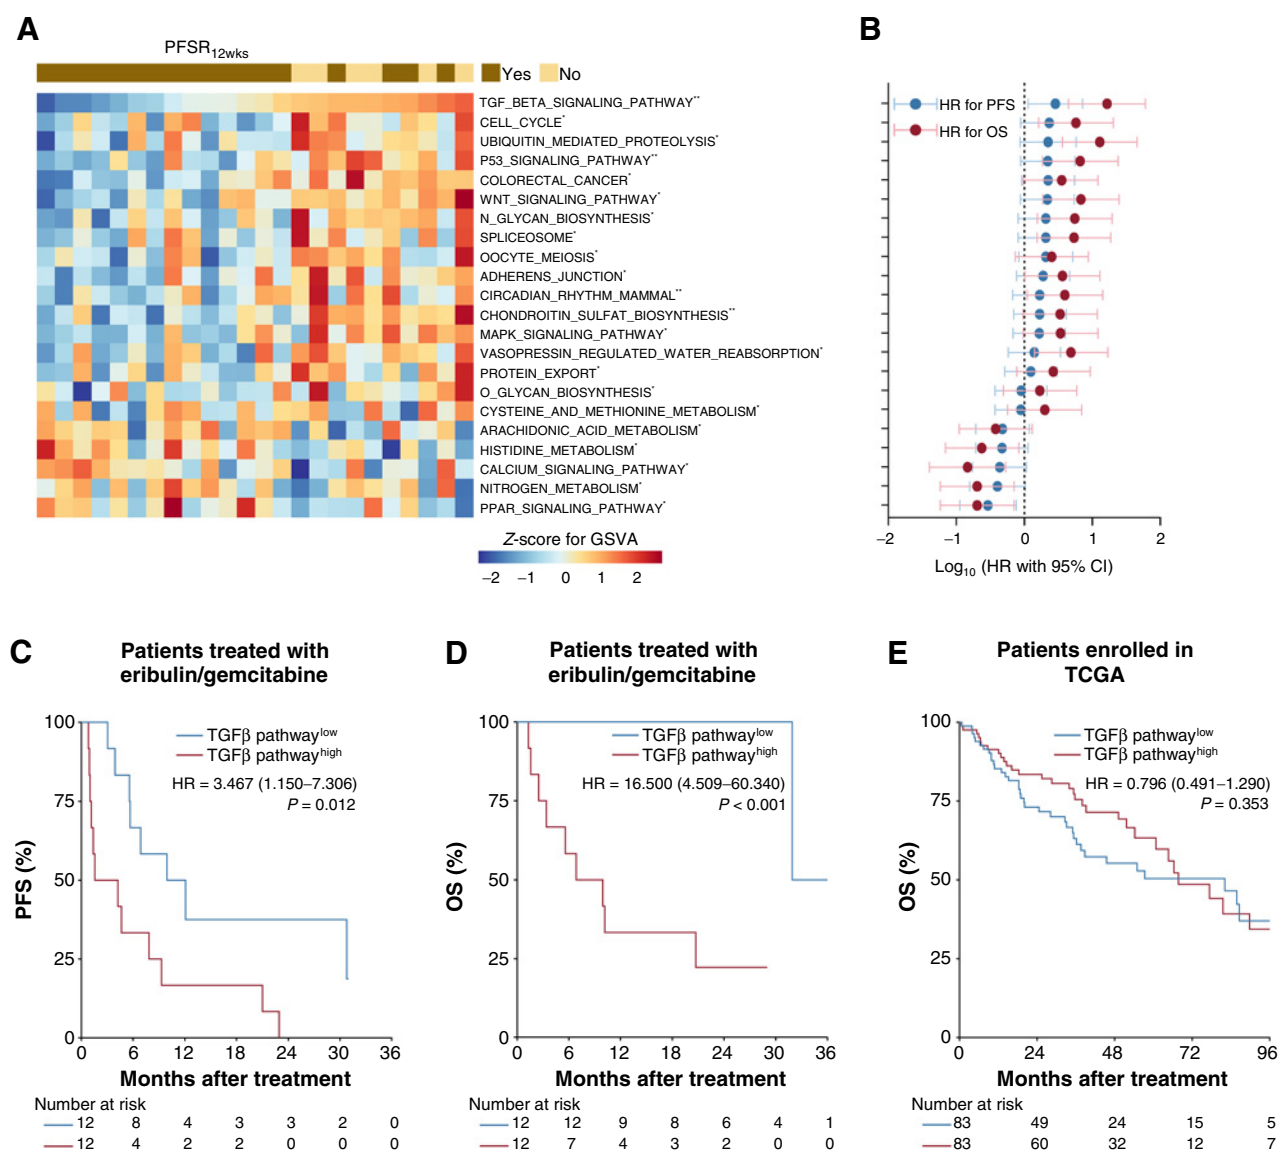 A
PFSR12wks
Yes
No
TGF_BETA_SIGNALING_PATHWAY**
CELL_CYCLE*
UBIQUITIN_MEDIATED_PROTEOLYSIS*
P53_SIGNALING_PATHWAY**
COLORECTAL_CANCER*
WNT_SIGNALING_PATHWAY*
N_GLYCAN_BIOSYNTHESIS*
SPLICEOSOME*
OOCYTE_MEIOSIS*
ADHERENS_JUNCTION*
CIRCADIAN_RHYTHM_MAMMAL**
CHONDROITIN_SULFAT_BIOSYNTHESIS**
MAPK_SIGNALING_PATHWAY*
VASOPRESSIN_REGULATED_WATER_REABSORPTION*
PROTEIN_EXPORT*
O_GLYCAN_BIOSYNTHESIS*
CYSTEINE_AND_METHIONINE_METABOLISM*
ARACHIDONIC_ACID_METABOLISM*
HISTIDINE_METABOLISM*
CALCIUM_SIGNALING_PATHWAY*
NITROGEN_METABOLISM*
PPAR_SIGNALING_PATHWAY*
Z-score for GSVA
−2 −1 0 1 2
B
HR for PFS
HR for OS
−2 −1 0 1 2
Log10 (HR with 95% CI)
C
Patients treated with
eribulin/gemcitabine
TGFβ pathwaylow
TGFβ pathwayhigh
HR = 3.467 (1.150–7.306)
P = 0.012
PFS (%)
100
75
50
25
0
0 6 12 18 24 30 36
Months after treatment
Number at risk
12 8 4 3 3 2 0
12 4 2 2 0 0 0
D
Patients treated with
eribulin/gemcitabine
TGFβ pathwaylow
TGFβ pathwayhigh
HR = 16.500 (4.509–60.340)
P < 0.001
OS (%)
100
75
50
25
0
0 6 12 18 24 30 36
Months after treatment
Number at risk
12 12 9 8 6 4 1
12 7 4 3 2 0 0
E
Patients enrolled in
TCGA
TGFβ pathwaylow
TGFβ pathwayhigh
HR = 0.796 (0.491–1.290)
P = 0.353
OS (%)
100
75
50
25
0
0 24 48 72 96
Months after treatment
Number at risk
83 49 24 15 5
83 60 32 12 7